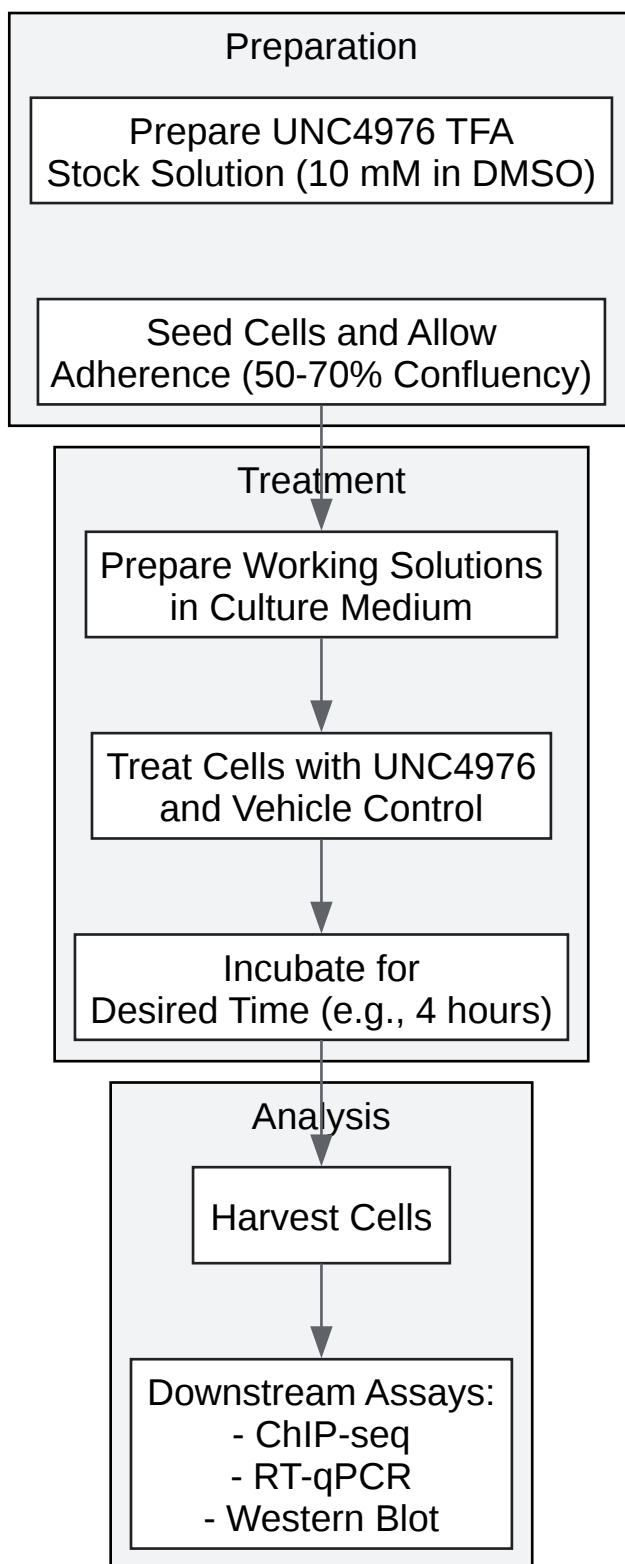 Preparation
Prepare UNC4976 TFA
Stock Solution (10 mM in DMSO)
Seed Cells and Allow
Adherence (50-70% Confluency)
Treatment
Prepare Working Solutions
in Culture Medium
Treat Cells with UNC4976
and Vehicle Control
Incubate for
Desired Time (e.g., 4 hours)
Analysis
Harvest Cells
Downstream Assays:
- ChIP-seq
- RT-qPCR
- Western Blot